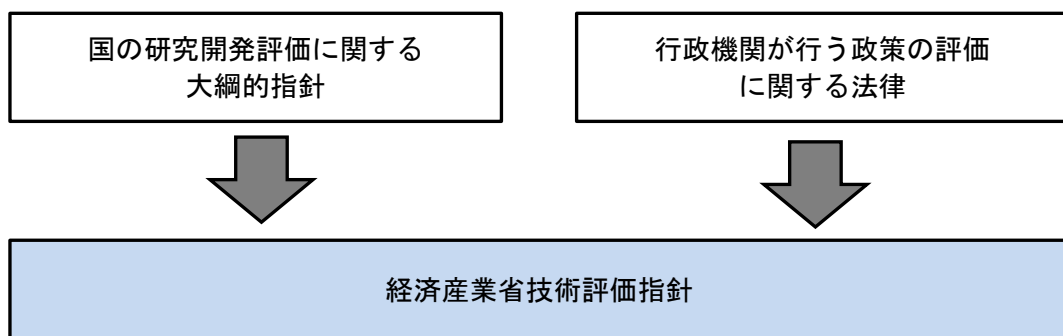 国の研究開発評価に関する
大綱的指針
行政機関が行う政策の評価
に関する法律
経済産業省技術評価指針